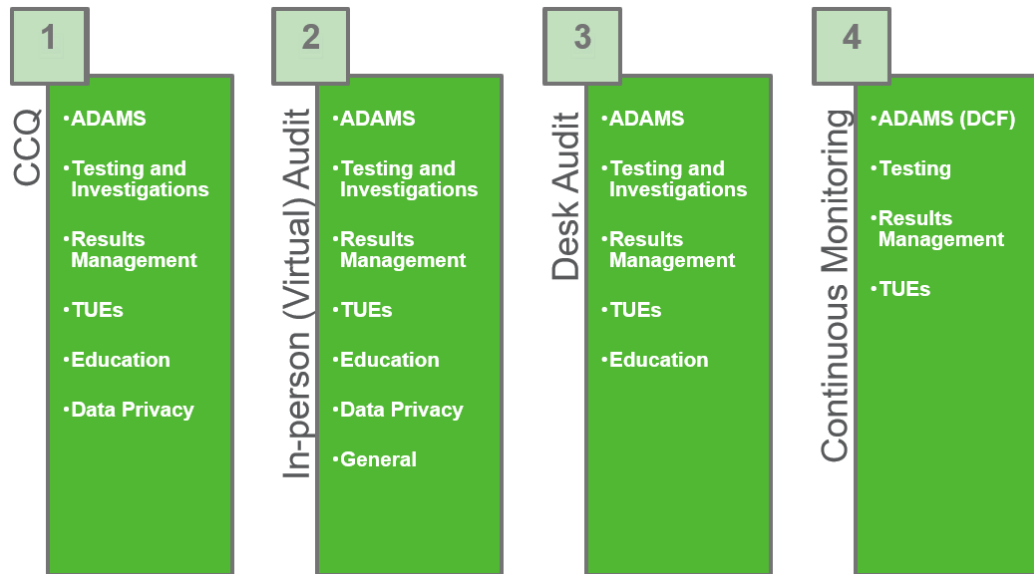 1
CCQ
•ADAMS
•Testing and
Investigations
•Results
Management
•TUEs
•Education
•Data Privacy
2
In-person (Virtual) Audit
•ADAMS
•Testing and
Investigations
•Results
Management
•TUEs
•Education
•Data Privacy
•General
3
Desk Audit
•ADAMS
•Testing and
Investigations
•Results
Management
•TUEs
•Education
4
Continuous Monitoring
•ADAMS (DCF)
•Testing
•Results
Management
•TUEs